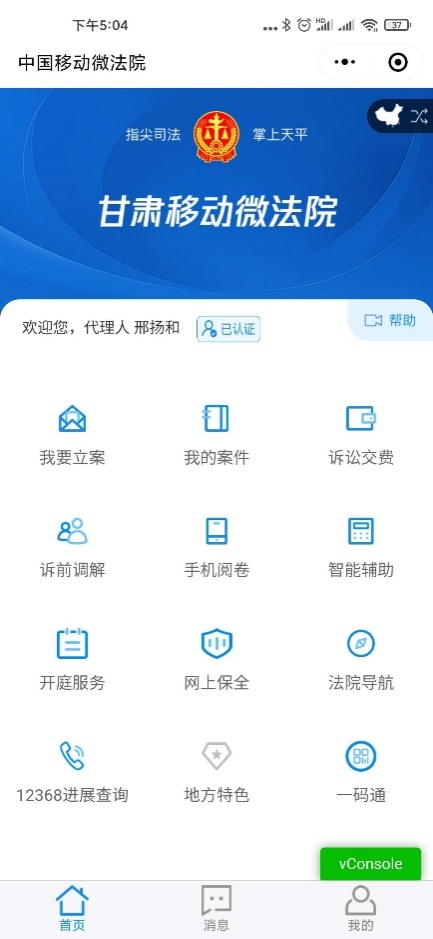 下午5:04
HD
37
中国移动微法院
指尖司法 掌上天平
甘肃移动微法院
欢迎您，代理人 邢扬和 已认证
帮助
我要立案 我的案件 诉讼交费
诉前调解 手机阅卷 智能辅助
开庭服务 网上保全 法院导航
12368进展查询 地方特色 一码通
vConsole
首页 消息 我的